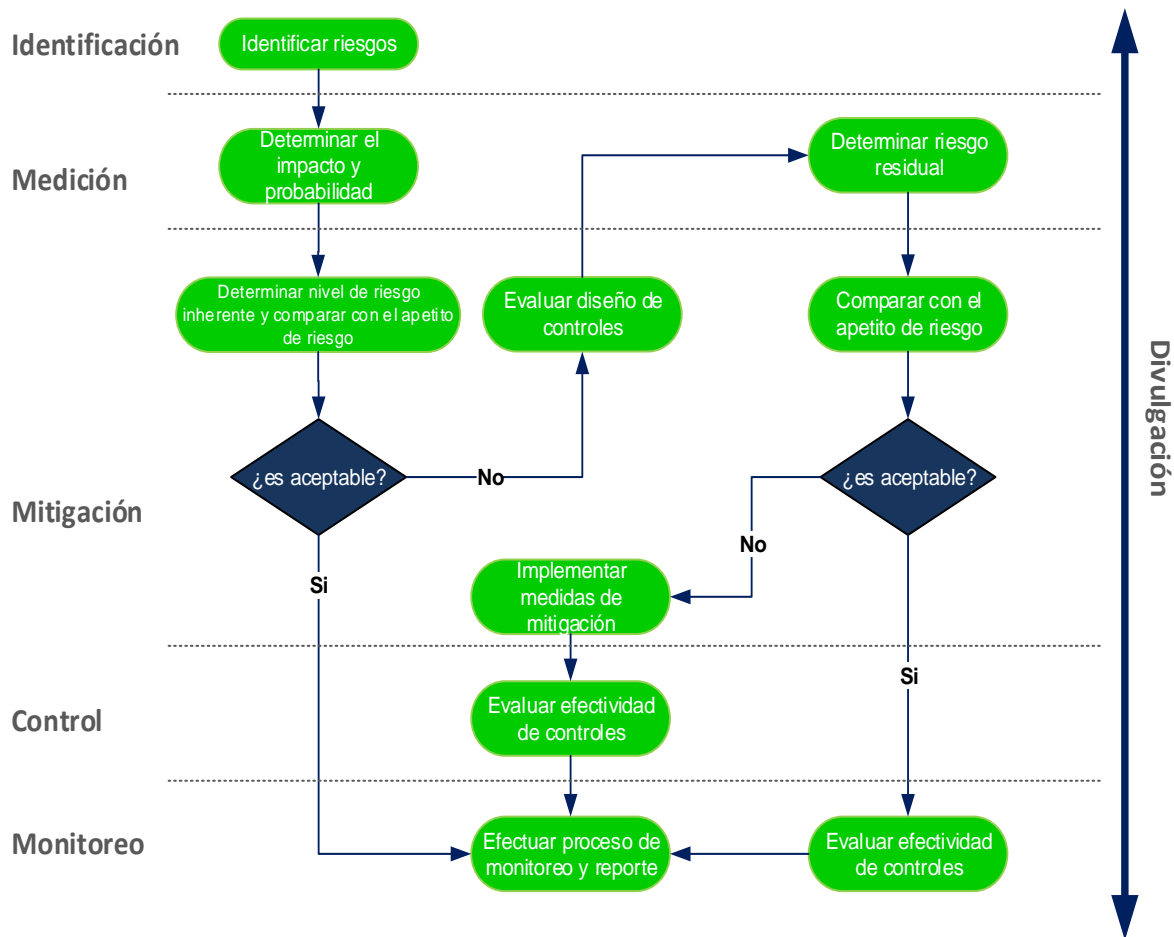 Identificación
Identificar riesgos
Medición
Determinar el
impacto y
probabilidad
Determinar riesgo
residual
Determinar nivel de riesgo
inherente y comparar con el apetito
de riesgo
Evaluar diseño de
controles
Comparar con el
apetito de riesgo
Mitigación
¿es aceptable?
No
¿es aceptable?
No
Si
Implementar
medidas de
mitigación
Si
Control
Evaluar efectividad
de controles
Monitoreo
Efectuar proceso de
monitoreo y reporte
Evaluar efectividad
de controles
Divulgación